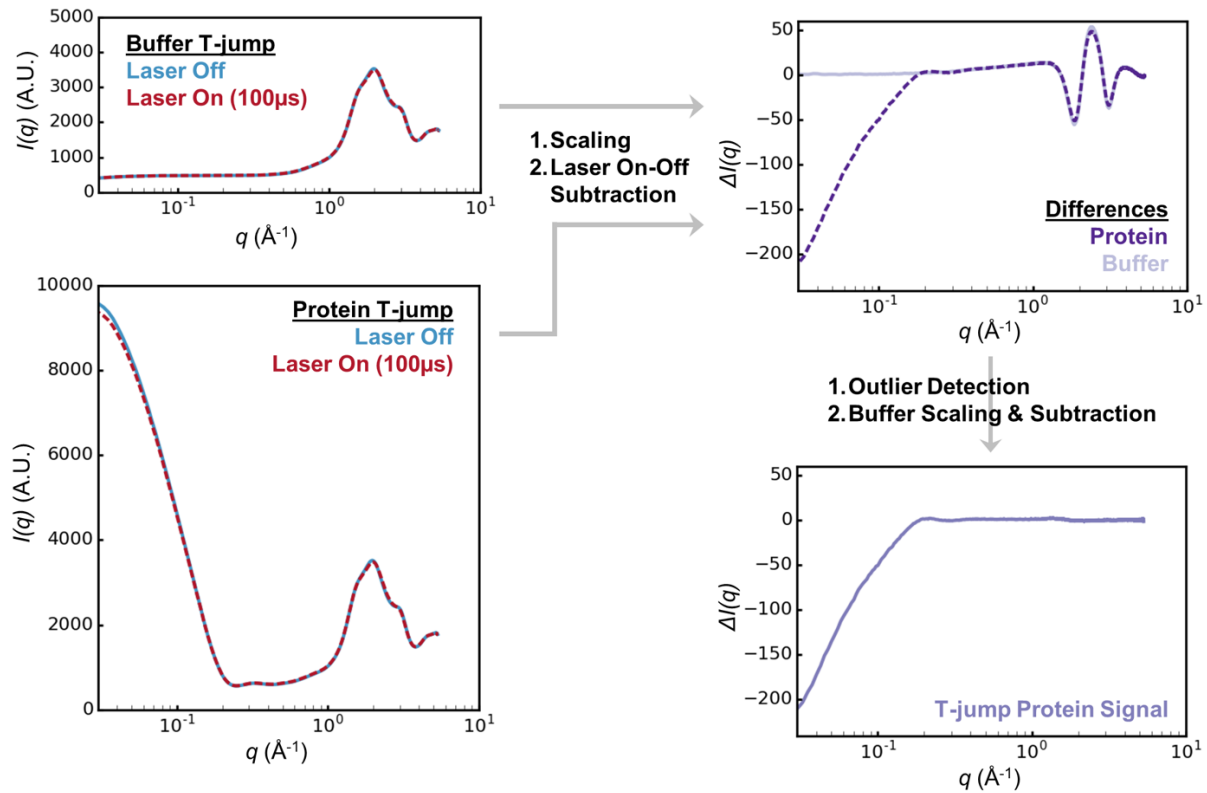 5000
4000
3000
2000
1000
0
I(q) (A.U.)
Buffer T-jump
Laser Off
Laser On (100µs)
10⁻¹
10⁰
10¹
q (Å⁻¹)
10000
8000
6000
4000
2000
0
I(q) (A.U.)
Protein T-jump
Laser Off
Laser On (100µs)
10⁻¹
10⁰
10¹
q (Å⁻¹)
1. Scaling
2. Laser On-Off
Subtraction
50
0
−50
−100
−150
−200
ΔI(q)
Differences
Protein
Buffer
10⁻¹
10⁰
10¹
q (Å⁻¹)
1. Outlier Detection
2. Buffer Scaling & Subtraction
50
0
−50
−100
−150
−200
ΔI(q)
T-jump Protein Signal
10⁻¹
10⁰
10¹
q (Å⁻¹)